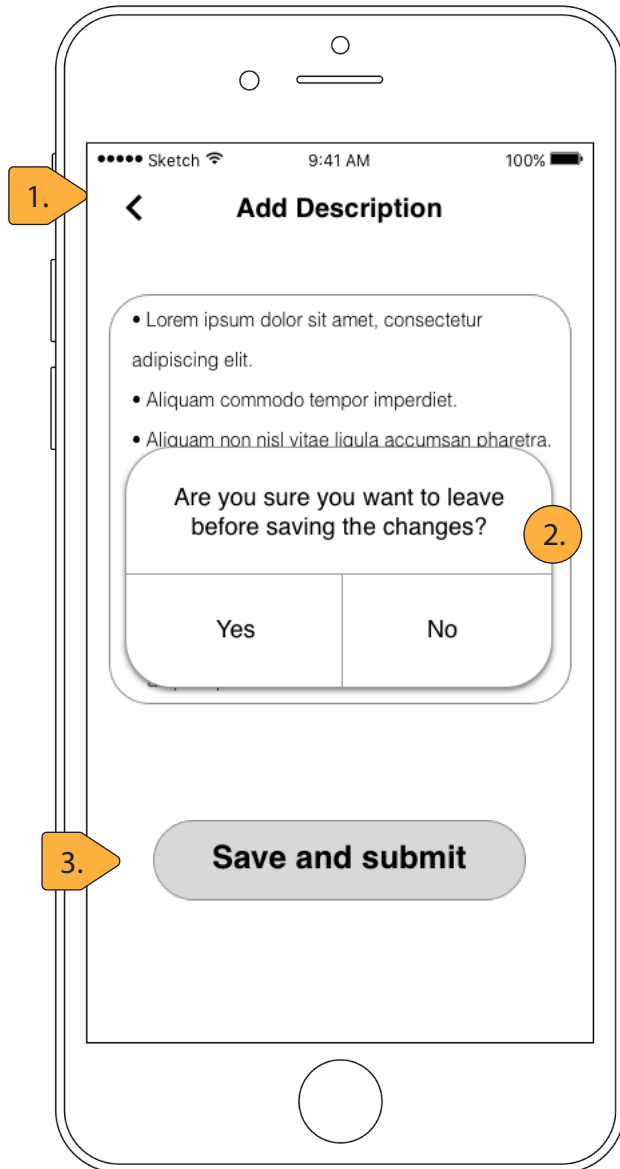 ••••• Sketch 9:41 AM 100%
1.
Add Description
• Lorem ipsum dolor sit amet, consectetur
adipiscing elit.
• Aliquam commodo tempor imperdiet.
• Aliquam non nisl vitae ligula accumsan pharetra.
Are you sure you want to leave
before saving the changes?
2.
Yes No
3.
Save and submit